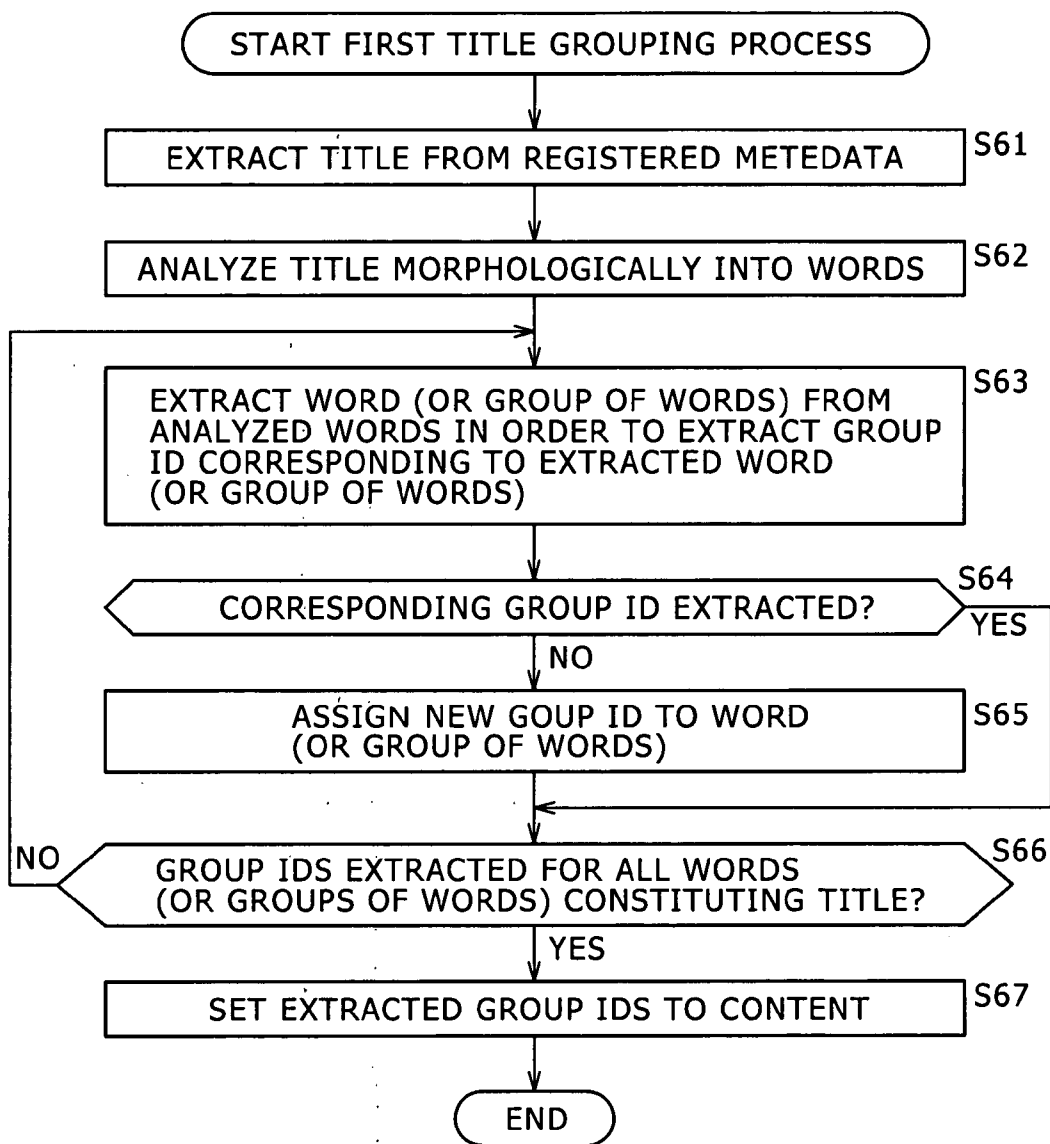 START FIRST TITLE GROUPING PROCESS
EXTRACT TITLE FROM REGISTERED METEDATA
S61
ANALYZE TITLE MORPHOLOGICALLY INTO WORDS
S62
EXTRACT WORD (OR GROUP OF WORDS) FROM
ANALYZED WORDS IN ORDER TO EXTRACT GROUP
ID CORRESPONDING TO EXTRACTED WORD
(OR GROUP OF WORDS)
S63
CORRESPONDING GROUP ID EXTRACTED?
S64
YES
NO
ASSIGN NEW GOUP ID TO WORD
(OR GROUP OF WORDS)
S65
NO
GROUP IDS EXTRACTED FOR ALL WORDS
(OR GROUPS OF WORDS) CONSTITUTING TITLE?
S66
YES
SET EXTRACTED GROUP IDS TO CONTENT
S67
END